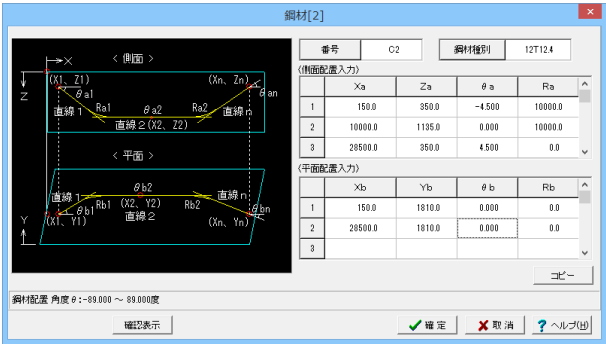 鋼材[2]
×
→X
〈 側面 〉
(X1、Z1)
(Xn、Zn)
Z
θa1
θan
直線1
Ra1
θa2
Ra2
直線n
直線2(X2、Z2)
〈 平面 〉
直線1
θb2
直線n
Rb1
(X2、Y2)
Rb2
θb1
直線2
θbn
Y
(X1、Y1)
(Xn、Yn)
番号 C2 鋼材種別 12T12.4
〈側面配置入力〉
Xa Za θa Ra
1 150.0 350.0 -4.500 10000.0
2 10000.0 1135.0 0.000 10000.0
3 28500.0 350.0 4.500 0.0
〈平面配置入力〉
Xb Yb θb Rb
1 150.0 1810.0 0.000 0.0
2 28500.0 1810.0 0.000 0.0
3
コピー
鋼材配置 角度 θ:-89.000 ～ 89.000度
確認表示 確定 取消 ? ヘルプ(H)